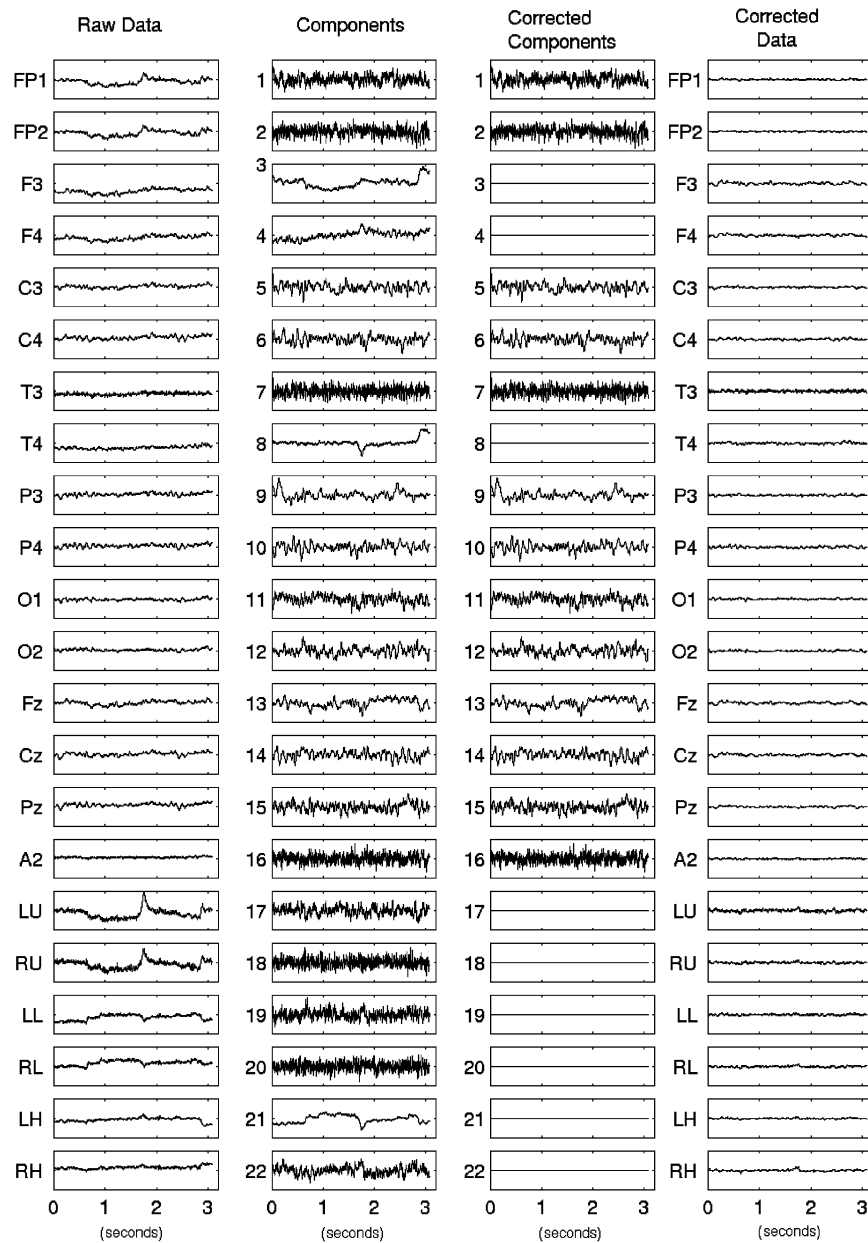 Raw Data Components Corrected Components Corrected Data
FP1 1 1 FP1
FP2 2 2 FP2
F3 3 3 F3
F4 4 4 F4
C3 5 5 C3
C4 6 6 C4
T3 7 7 T3
T4 8 8 T4
P3 9 9 P3
P4 10 10 P4
O1 11 11 O1
O2 12 12 O2
Fz 13 13 Fz
Cz 14 14 Cz
Pz 15 15 Pz
A2 16 16 A2
LU 17 17 LU
RU 18 18 RU
LL 19 19 LL
RL 20 20 RL
LH 21 21 LH
RH 22 22 RH
0 1 2 3 0 1 2 3 0 1 2 3 0 1 2 3
(seconds) (seconds) (seconds) (seconds)